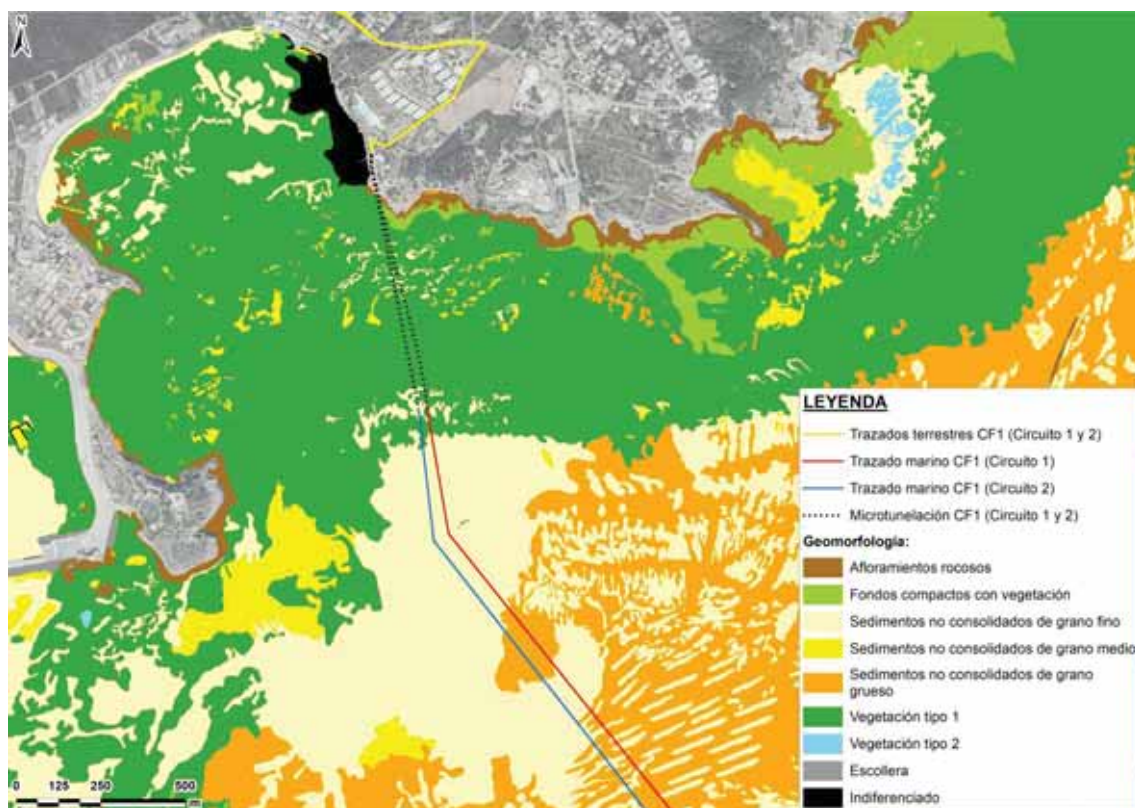 N
LEYENDA
Trazados terrestres CF1 (Circuito 1 y 2)
Trazado marino CF1 (Circuito 1)
Trazado marino CF1 (Circuito 2)
Microtunelación CF1 (Circuito 1 y 2)
Geomorfología:
Afloramientos rocosos
Fondos compactos con vegetación
Sedimentos no consolidados de grano fino
Sedimentos no consolidados de grano medio
Sedimentos no consolidados de grano
grueso
Vegetación tipo 1
Vegetación tipo 2
Escollera
Indiferenciado
0 125 250 500
m